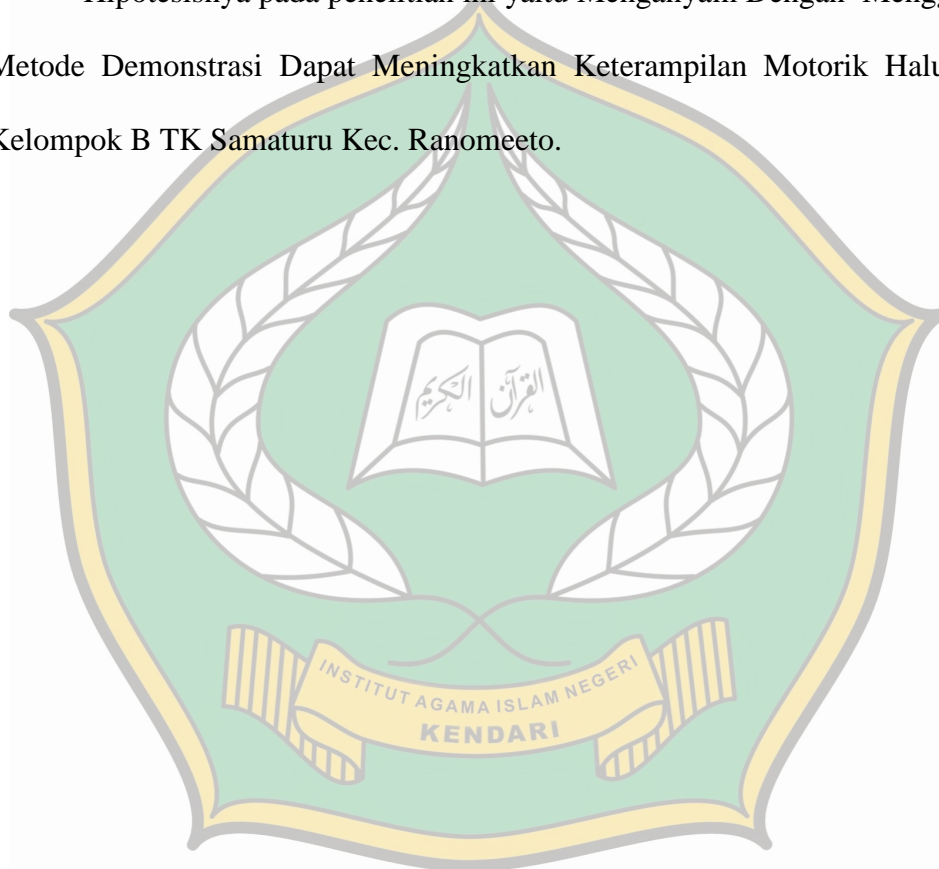 Hipotesisnya pada penelitian ini yaitu Menganyam Dengan
Metode Demonstrasi Dapat Meningkatkan Keterampilan Motorik
Kelompok B TK Samaturu Kec. Ranomeeto.
القرآن الكريم
INSTITUT AGAMA ISLAM NEGERI
KENDARI